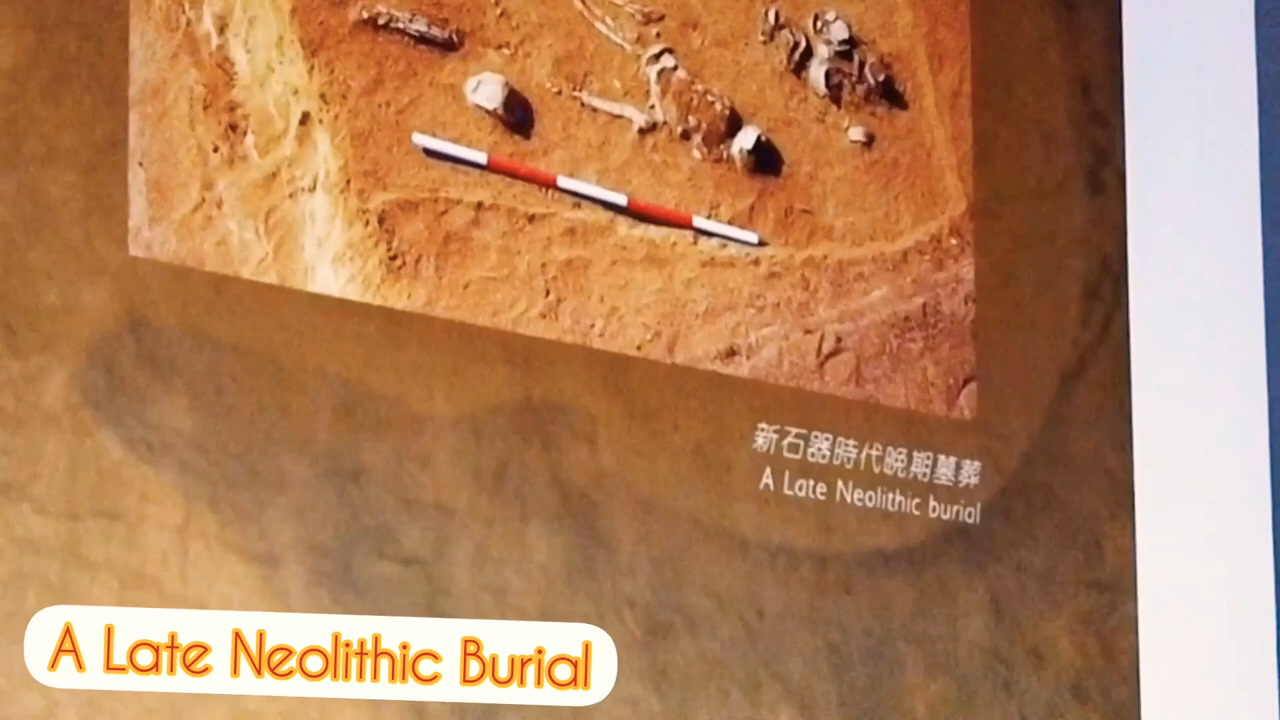 新石器時代晚期墓葬
A Late Neolithic burial
A Late Neolithic Burial